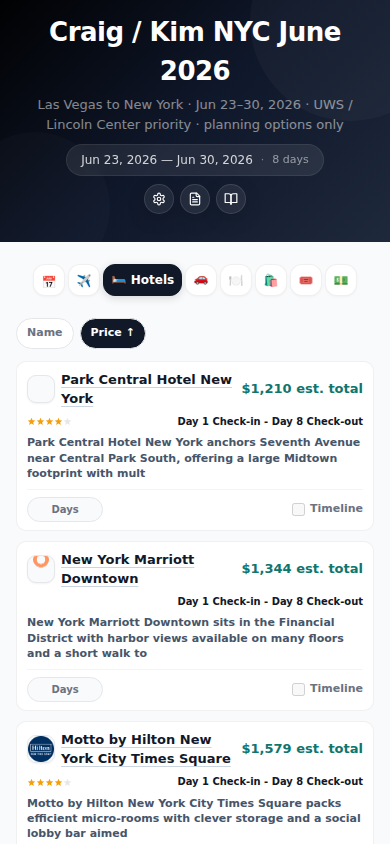 Craig / Kim NYC June
2026
Las Vegas to New York · Jun 23–30, 2026 · UWS /
Lincoln Center priority · planning options only
Jun 23, 2026 — Jun 30, 2026 · 8 days
Hotels
Name
Price ↑
Park Central Hotel New
York
$1,210 est. total
Day 1 Check-in - Day 8 Check-out
Park Central Hotel New York anchors Seventh Avenue
near Central Park South, offering a large Midtown
footprint with mult
Days
Timeline
New York Marriott
Downtown
$1,344 est. total
Day 1 Check-in - Day 8 Check-out
New York Marriott Downtown sits in the Financial
District with harbor views available on many floors
and a short walk to
Days
Timeline
Hilton
Motto by Hilton New
York City Times Square
$1,579 est. total
Day 1 Check-in - Day 8 Check-out
Motto by Hilton New York City Times Square packs
efficient micro-rooms with clever storage and a social
lobby bar aimed